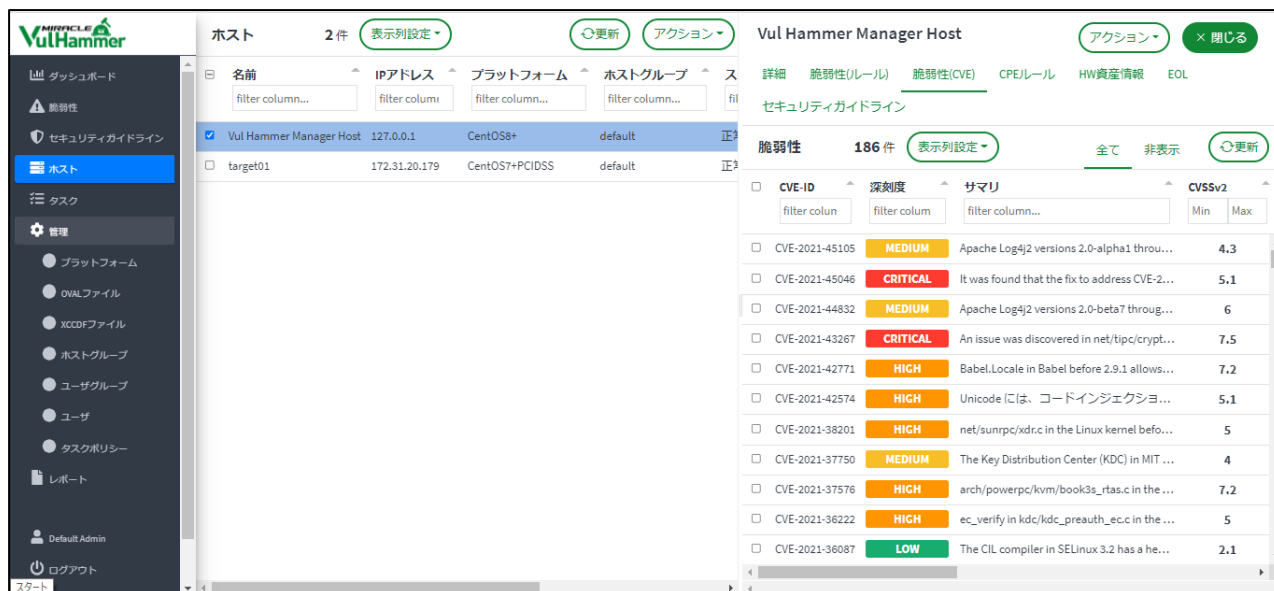 MIRACLE
VulHammer
ダッシュボード
脆弱性
セキュリティガイドライン
ホスト
タスク
管理
プラットフォーム
OVALファイル
XCCDFファイル
ホストグループ
ユーザグループ
ユーザ
タスクポリシー
レポート
Default Admin
ログアウト
スタート
ホスト 2 件 表示列設定 更新 アクション
名前 IPアドレス プラットフォーム ホストグループ ス
filter column... filter colum filter column... filter column... fil
Vul Hammer Manager Host 127.0.0.1 CentOS8+ default 正常
target01 172.31.20.179 CentOS7+PCIDSS default 正常
Vul Hammer Manager Host アクション × 閉じる
詳細 脆弱性(ルール) 脆弱性(CVE) CPEルール HW資産情報 EOL
セキュリティガイドライン
脆弱性 186 件 表示列設定 全て 非表示 更新
CVE-ID 深刻度 サマリ CVSSv2
filter colun filter colum filter column... Min Max
CVE-2021-45105 MEDIUM Apache Log4j2 versions 2.0-alpha1 throu... 4.3
CVE-2021-45046 CRITICAL It was found that the fix to address CVE-2... 5.1
CVE-2021-44832 MEDIUM Apache Log4j2 versions 2.0-beta7 throug... 6
CVE-2021-43267 CRITICAL An issue was discovered in net/tipc/crypt... 7.5
CVE-2021-42771 HIGH Babel.Locale in Babel before 2.9.1 allows... 7.2
CVE-2021-42574 HIGH Unicode には、コードインジェクショ... 5.1
CVE-2021-38201 HIGH net/sunrpc/xdr.c in the Linux kernel befo... 5
CVE-2021-37750 MEDIUM The Key Distribution Center (KDC) in MIT ... 4
CVE-2021-37576 HIGH arch/powerpc/kvm/book3s_rtas.c in the ... 7.2
CVE-2021-36222 HIGH ec_verify in kdc/kdc_preauth_ec.c in the ... 5
CVE-2021-36087 LOW The CIL compiler in SELinux 3.2 has a he... 2.1